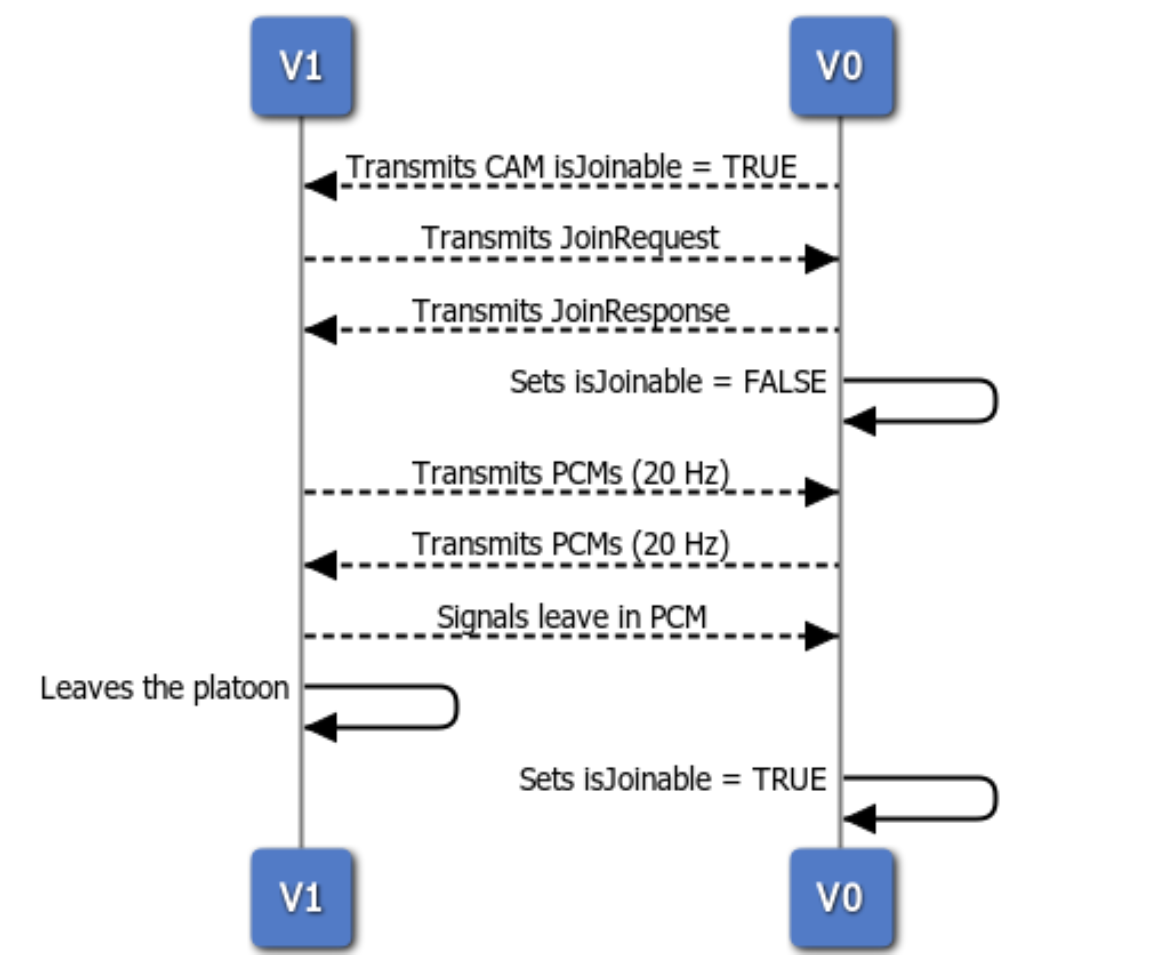 V1
V0
Transmits CAM isJoinable = TRUE
Transmits JoinRequest
Transmits JoinResponse
Sets isJoinable = FALSE
Transmits PCMs (20 Hz)
Transmits PCMs (20 Hz)
Signals leave in PCM
Leaves the platoon
Sets isJoinable = TRUE
V1
V0